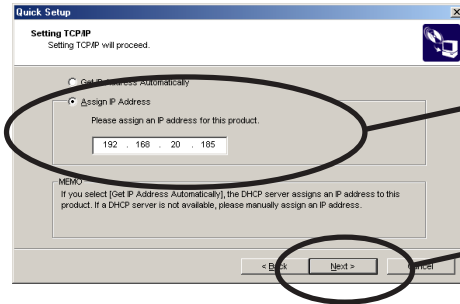 Quick Setup
Setting TCP/IP
Setting TCP/IP will proceed.
Get IP Address Automatically
Assign IP Address
Please assign an IP address for this product.
192 . 168 . 20 . 185
MEMO
If you select [Get IP Address Automatically], the DHCP server assigns an IP address to this
product. If a DHCP server is not available, please manually assign an IP address.
< Back Next > Cancel